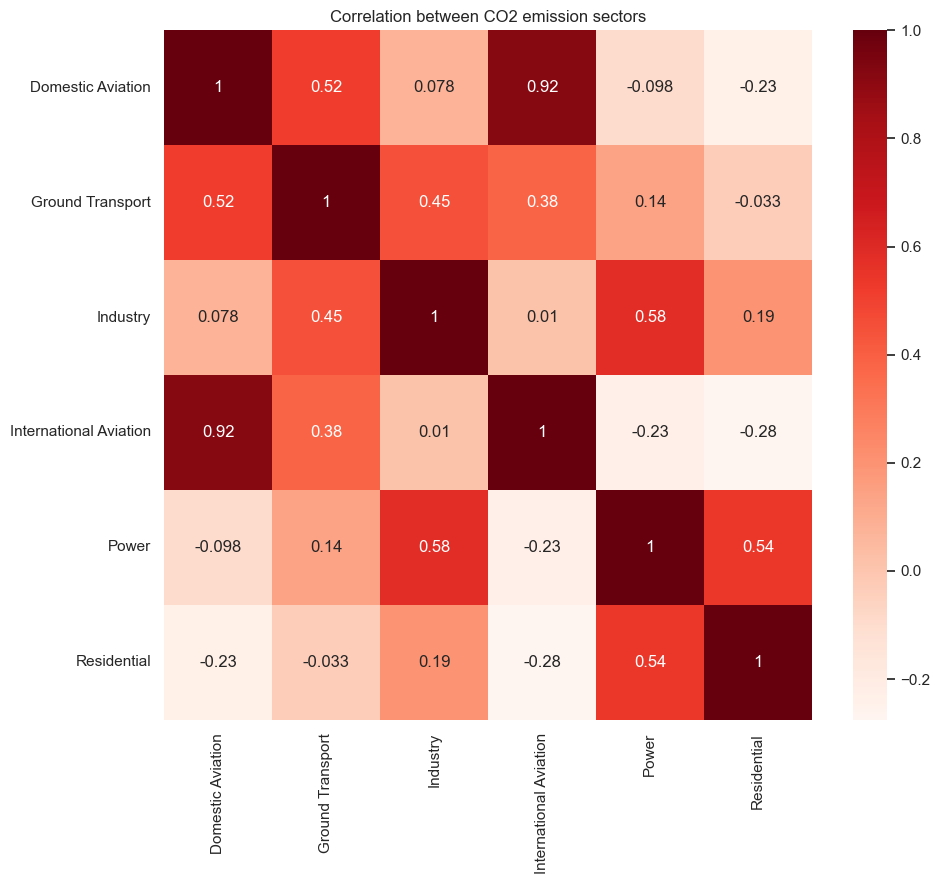 Correlation between CO2 emission sectors
Domestic Aviation 1 0.52 0.078 0.92 -0.098 -0.23
Ground Transport 0.52 1 0.45 0.38 0.14 -0.033
Industry 0.078 0.45 1 0.01 0.58 0.19
International Aviation 0.92 0.38 0.01 1 -0.23 -0.28
Power -0.098 0.14 0.58 -0.23 1 0.54
Residential -0.23 -0.033 0.19 -0.28 0.54 1
Domestic Aviation
Ground Transport
Industry
International Aviation
Power
Residential
1.0
0.8
0.6
0.4
0.2
0.0
−0.2